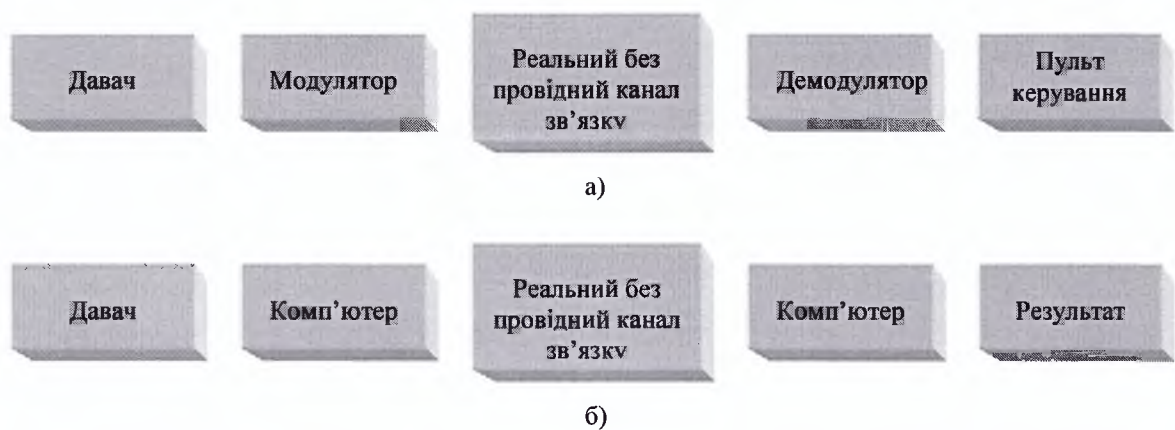 Давач
Модулятор
Реальний без
провідний канал
зв’язку
Демодулятор
Пульт
керування
а)
Давач
Комп’ютер
Реальний без
провідний канал
зв’язку
Комп’ютер
Результат
б)